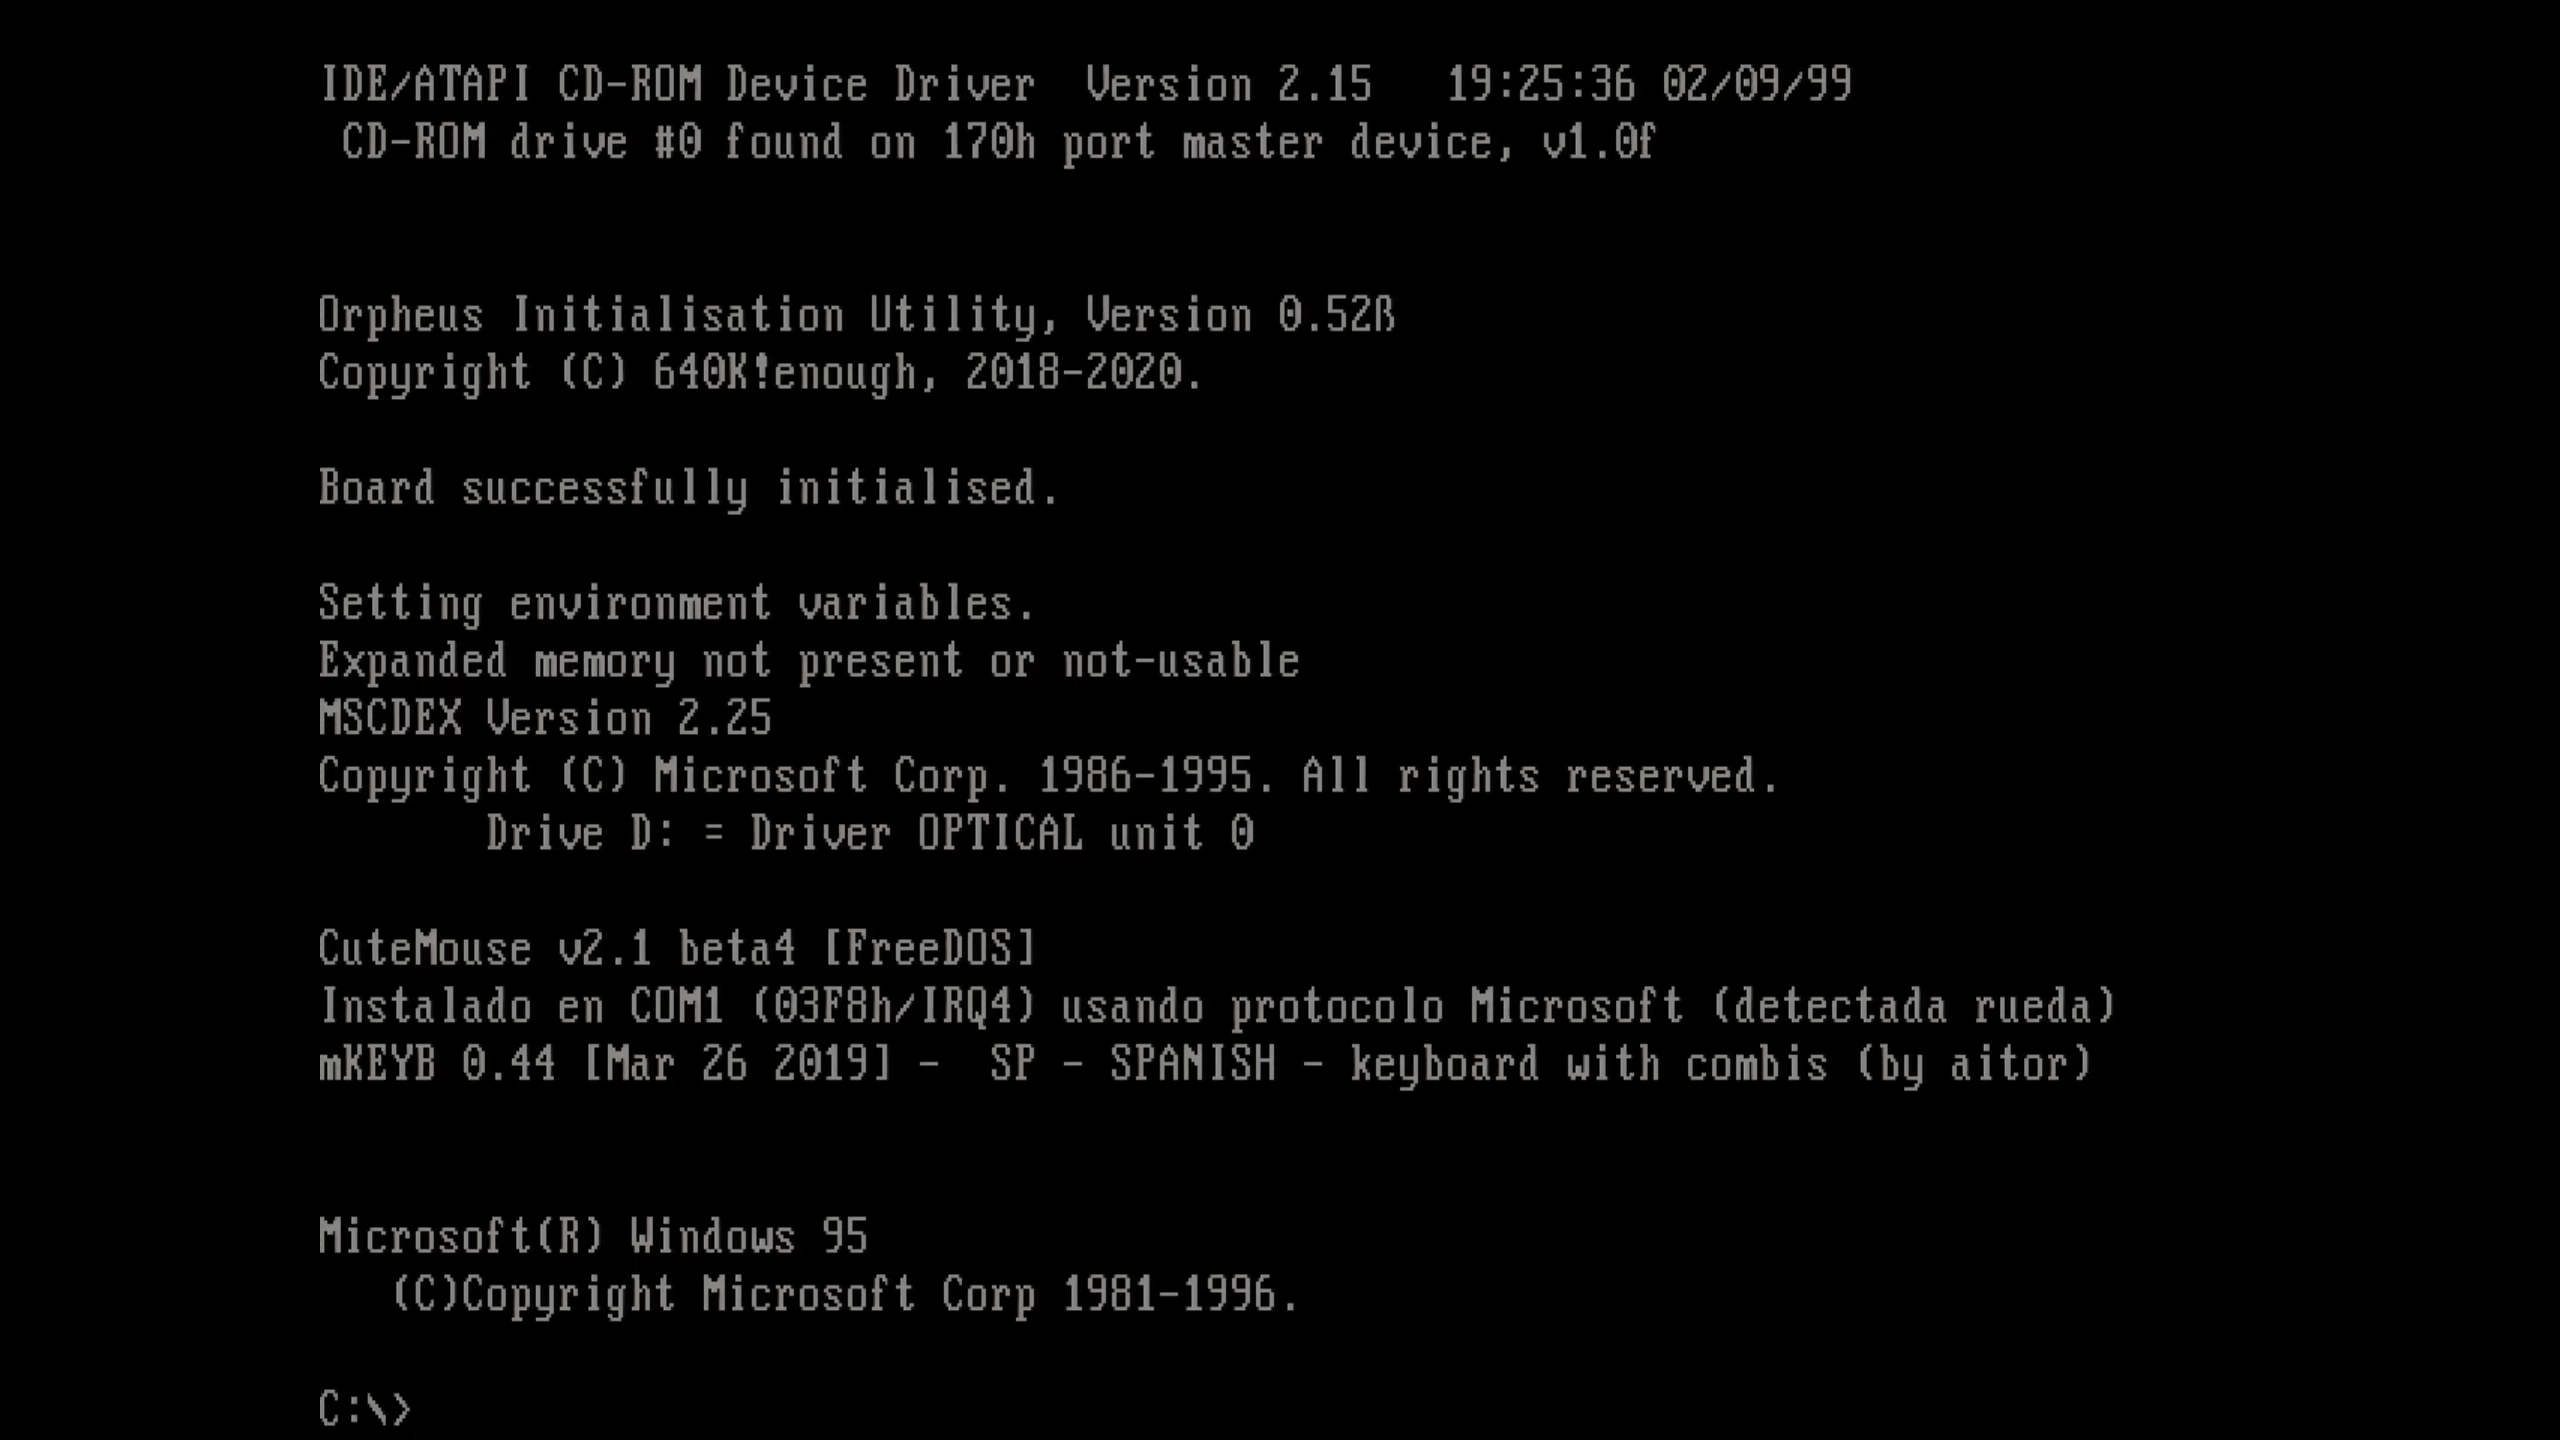 IDE/ATAPI CD-ROM Device Driver  Version 2.15   19:25:36 02/09/99
 CD-ROM drive #0 found on 170h port master device, v1.0f
Orpheus Initialisation Utility, Version 0.52ß
Copyright (C) 640K!enough, 2018-2020.
Board successfully initialised.
Setting environment variables.
Expanded memory not present or not-usable
MSCDEX Version 2.25
Copyright (C) Microsoft Corp. 1986-1995. All rights reserved.
       Drive D: = Driver OPTICAL unit 0
CuteMouse v2.1 beta4 [FreeDOS]
Instalado en COM1 (03F8h/IRQ4) usando protocolo Microsoft (detectada rueda)
mKEYB 0.44 [Mar 26 2019] -  SP - SPANISH - keyboard with combis (by aitor)
Microsoft(R) Windows 95
   (C)Copyright Microsoft Corp 1981-1996.
C:\>